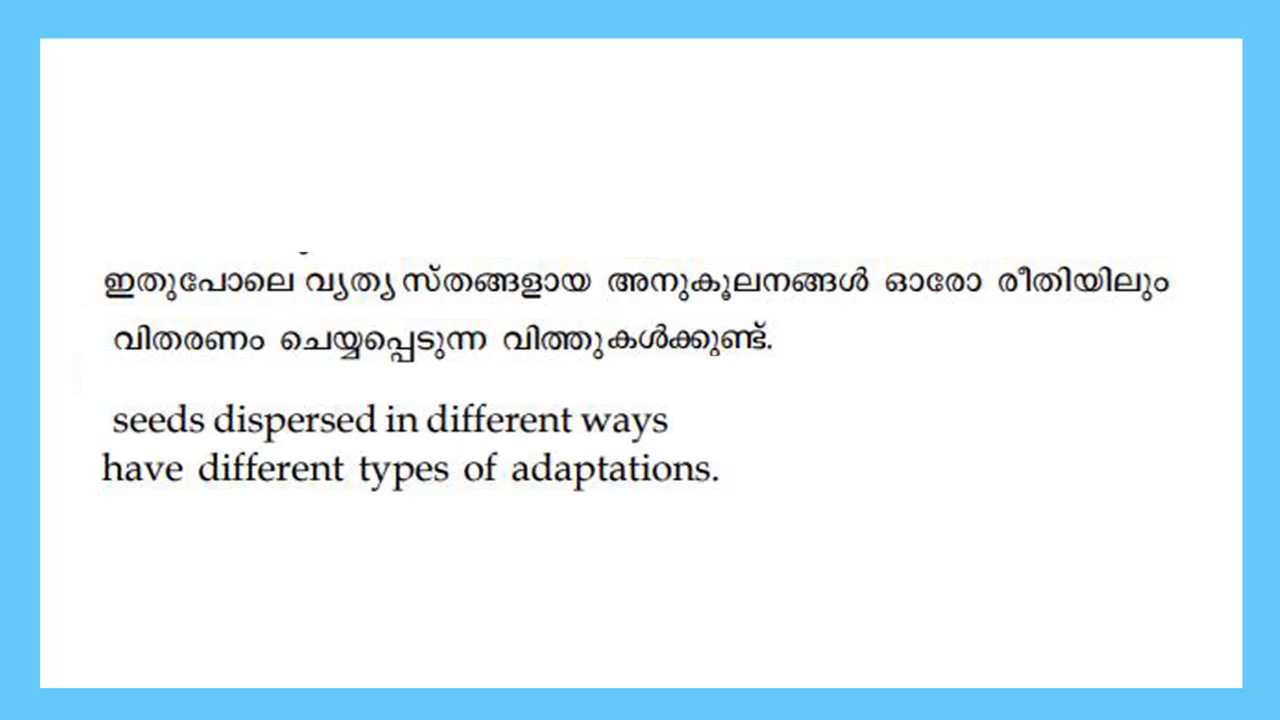 ഇതുപോലെ വ്യത്യസ്തങ്ങളായ അനുകൂലനങ്ങൾ ഓരോ രീതിയിലും
വിതരണം ചെയ്യപ്പെടുന്ന വിത്തുകൾക്കുണ്ട്.
seeds dispersed in different ways
have different types of adaptations.